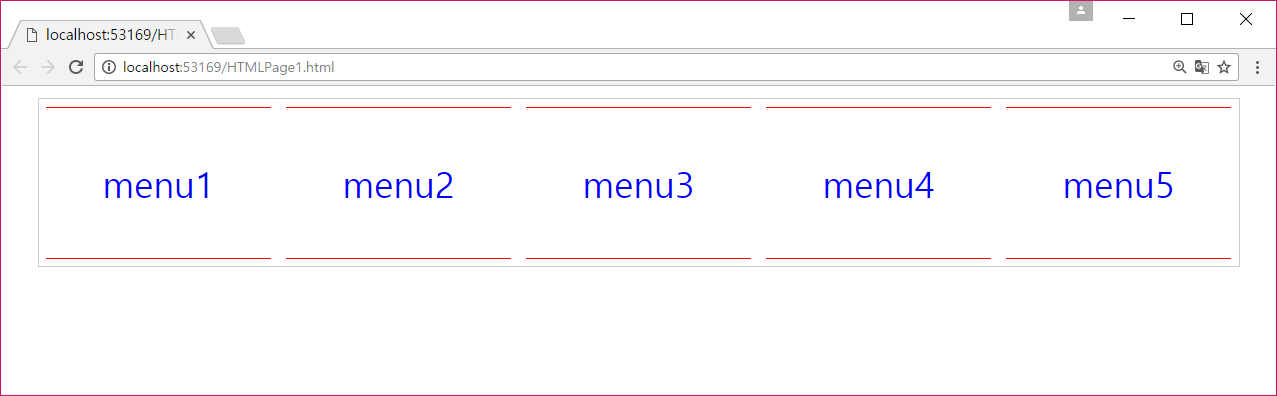 localhost:53169/HT
localhost:53169/HTMLPage1.html
menu1 menu2 menu3 menu4 menu5